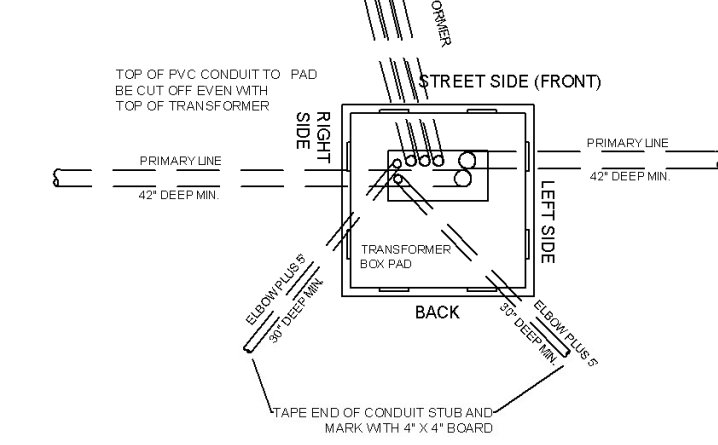 STREET SIDE (FRONT)
TOP OF PVC CONDUIT TO PAD
BE CUT OFF EVEN WITH
TOP OF TRANSFORMER
RIGHT
SIDE
PRIMARY LINE
42" DEEP MIN.
PRIMARY LINE
42" DEEP MIN.
LEFT SIDE
TRANSFORMER
BOX PAD
BACK
ELBOW PLUS 5'
30" DEEP MIN.
ELBOW PLUS 5'
30" DEEP MIN.
TAPE END OF CONDUIT STUB AND
MARK WITH 4" X 4" BOARD